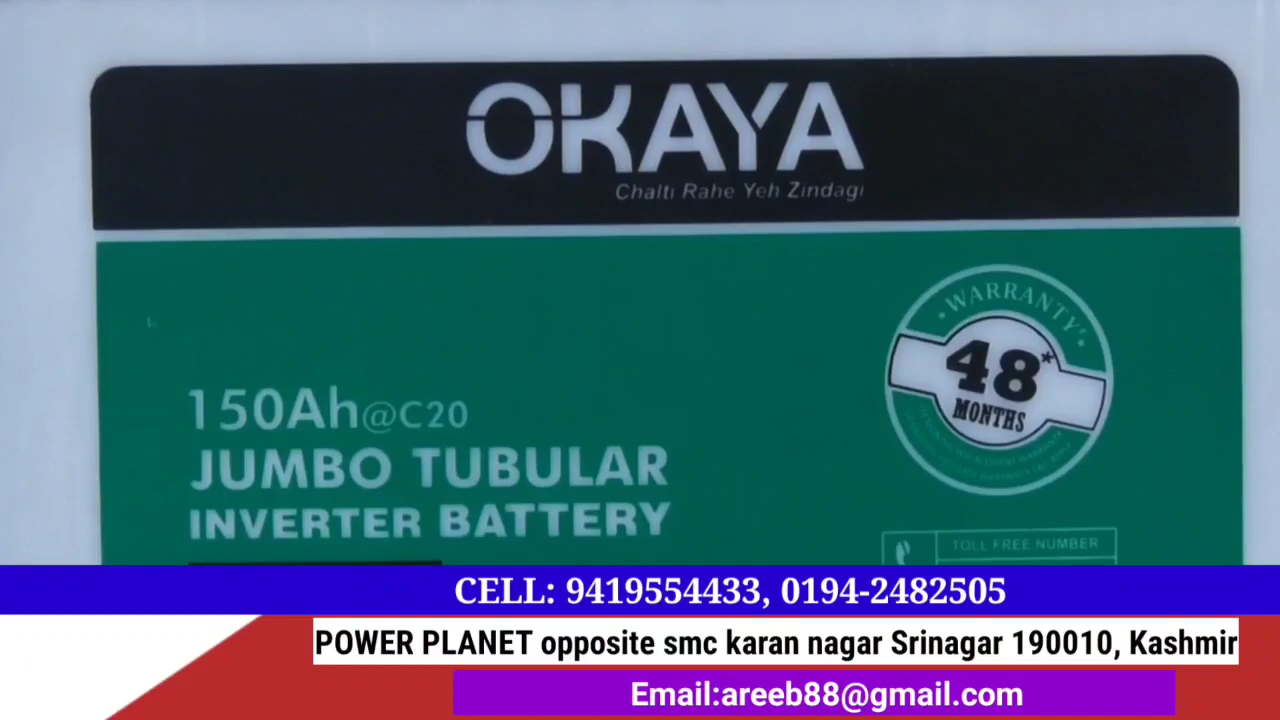 OKAYA
Chalti Rahe Yeh Zindagi
WARRANTY*
48*
MONTHS
150Ah@C20
JUMBO TUBULAR
INVERTER BATTERY
TOLL FREE NUMBER
CELL: 9419554433, 0194-2482505
POWER PLANET opposite smc karan nagar Srinagar 190010, Kashmir
Email:areeb88@gmail.com